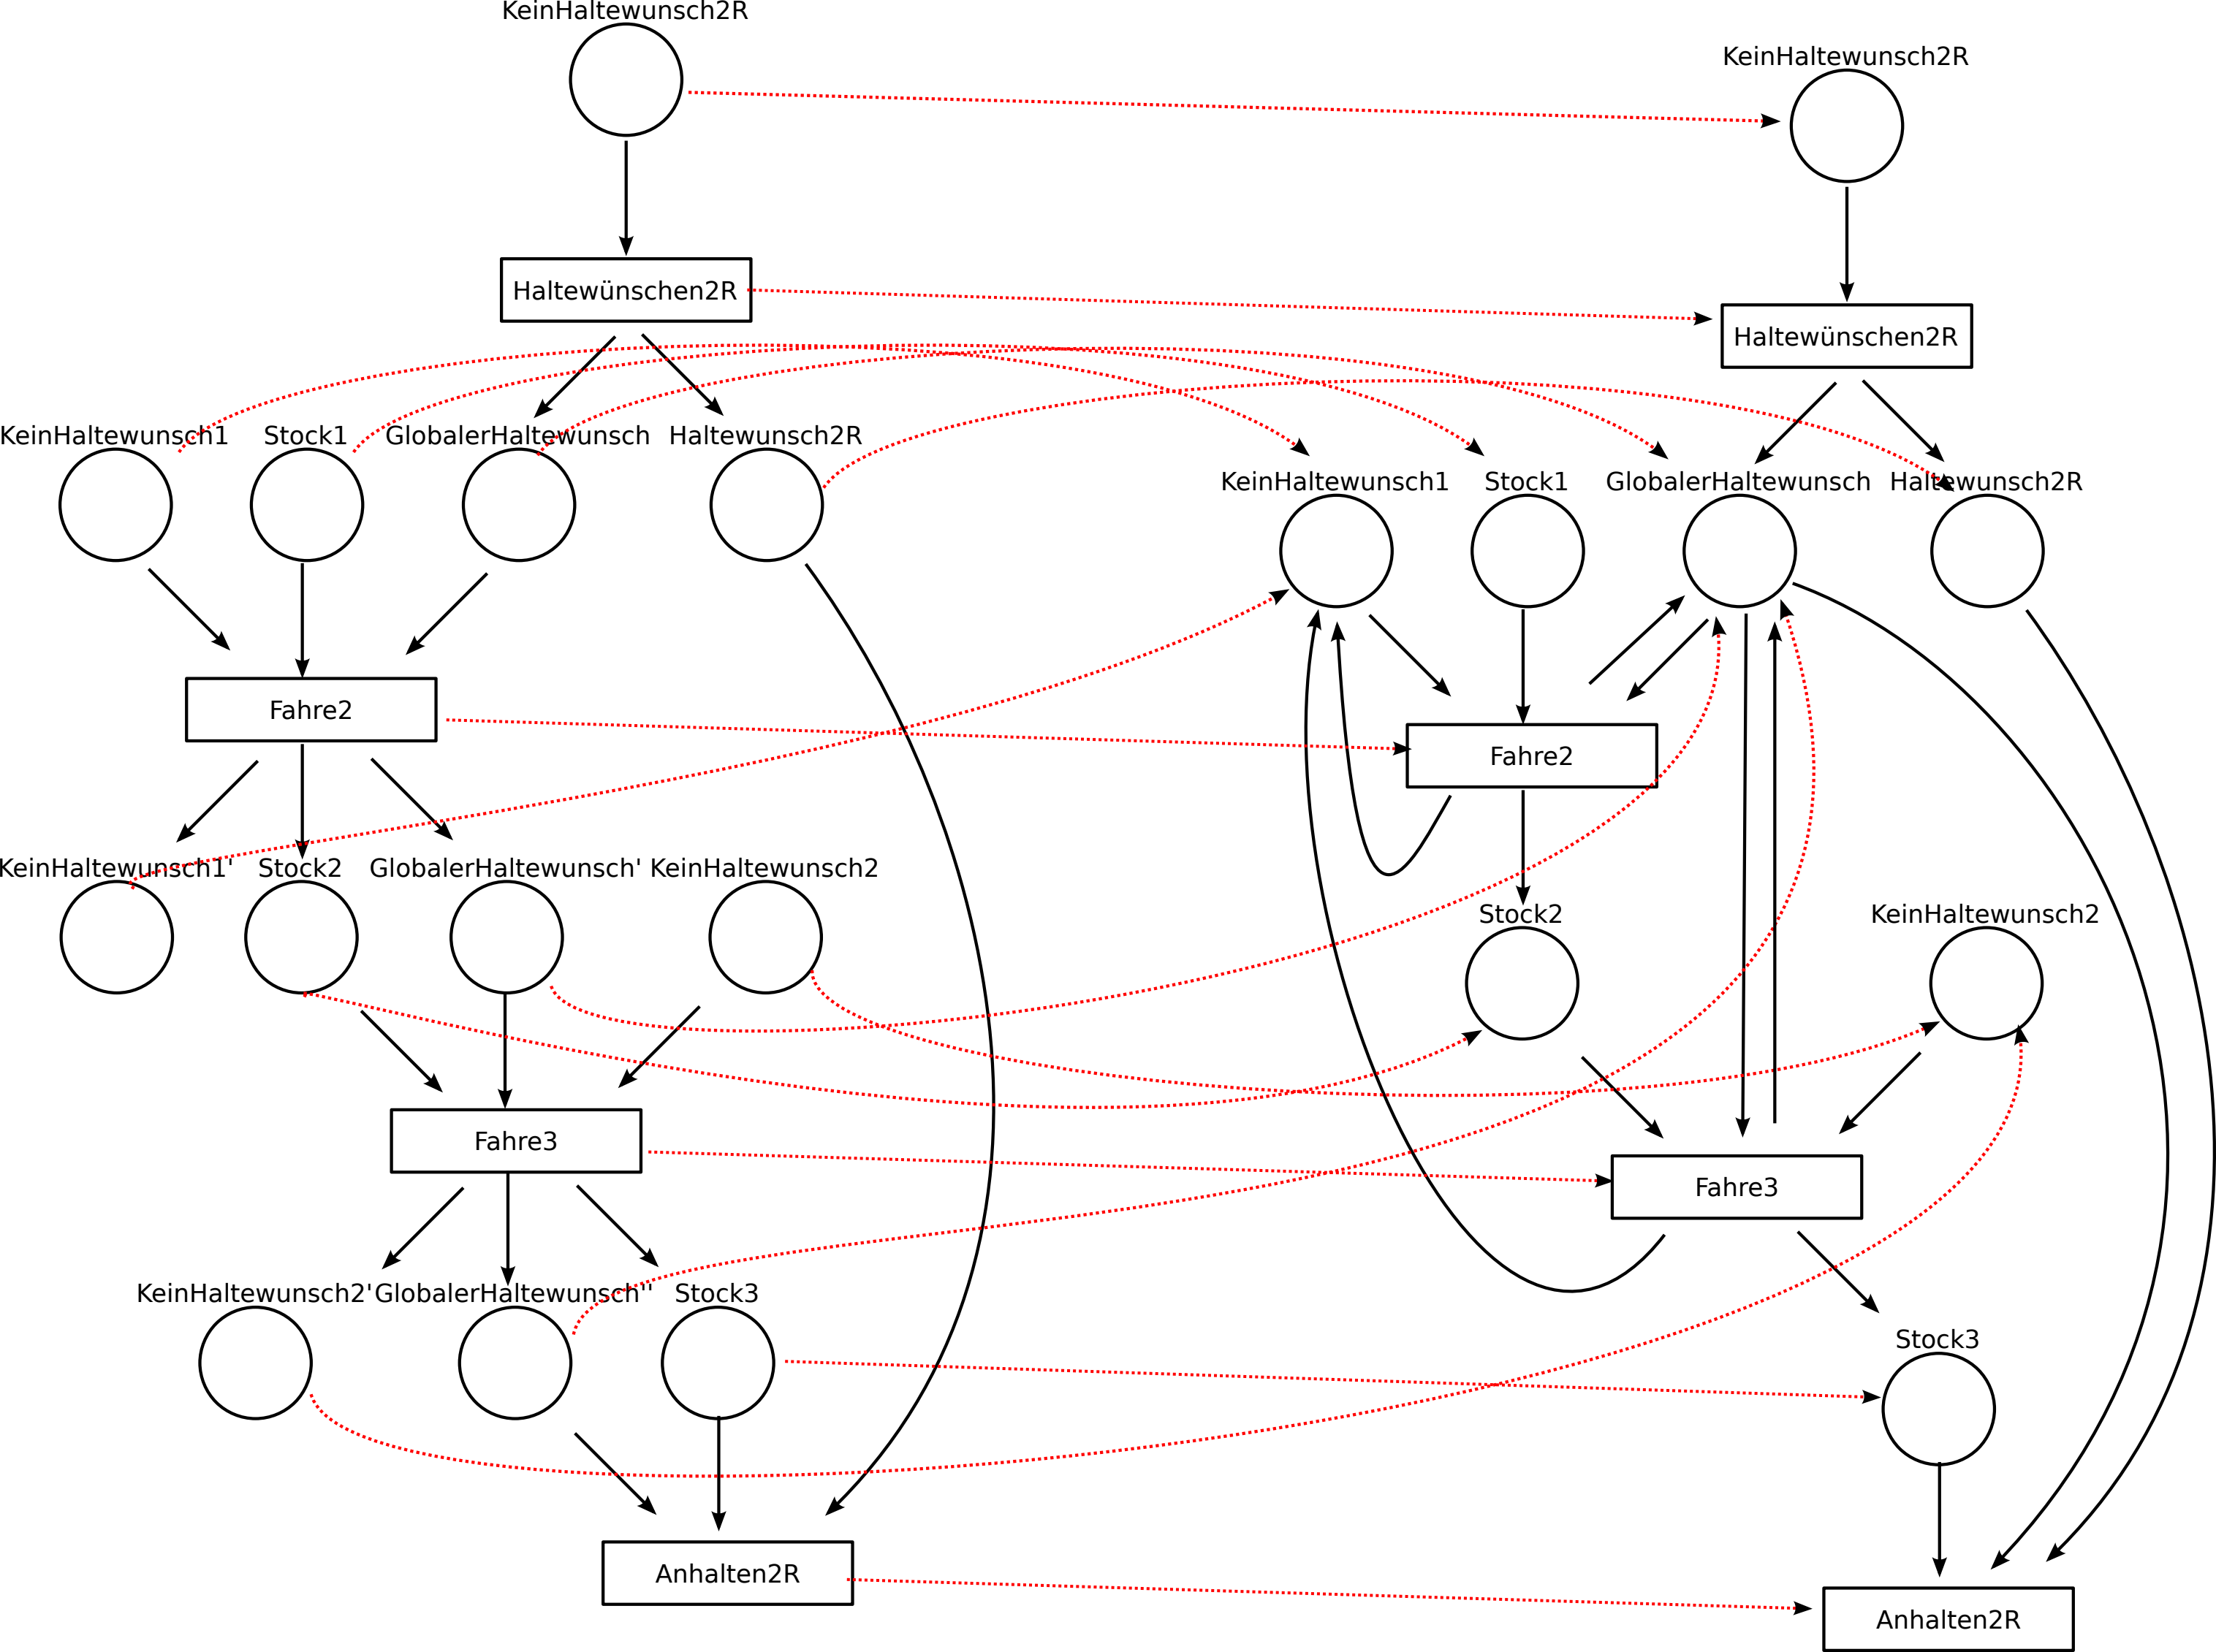 KeinHaltewunsch2R
KeinHaltewunsch2R
Haltewünschen2R
Haltewünschen2R
KeinHaltewunsch1
Stock1
GlobalerHaltewunsch
Haltewunsch2R
KeinHaltewunsch1
Stock1
GlobalerHaltewunsch
Haltewunsch2R
Fahre2
Fahre2
KeinHaltewunsch1'
Stock2
GlobalerHaltewunsch'
KeinHaltewunsch2
Stock2
KeinHaltewunsch2
Fahre3
Fahre3
KeinHaltewunsch2'
GlobalerHaltewunsch''
Stock3
Stock3
Anhalten2R
Anhalten2R